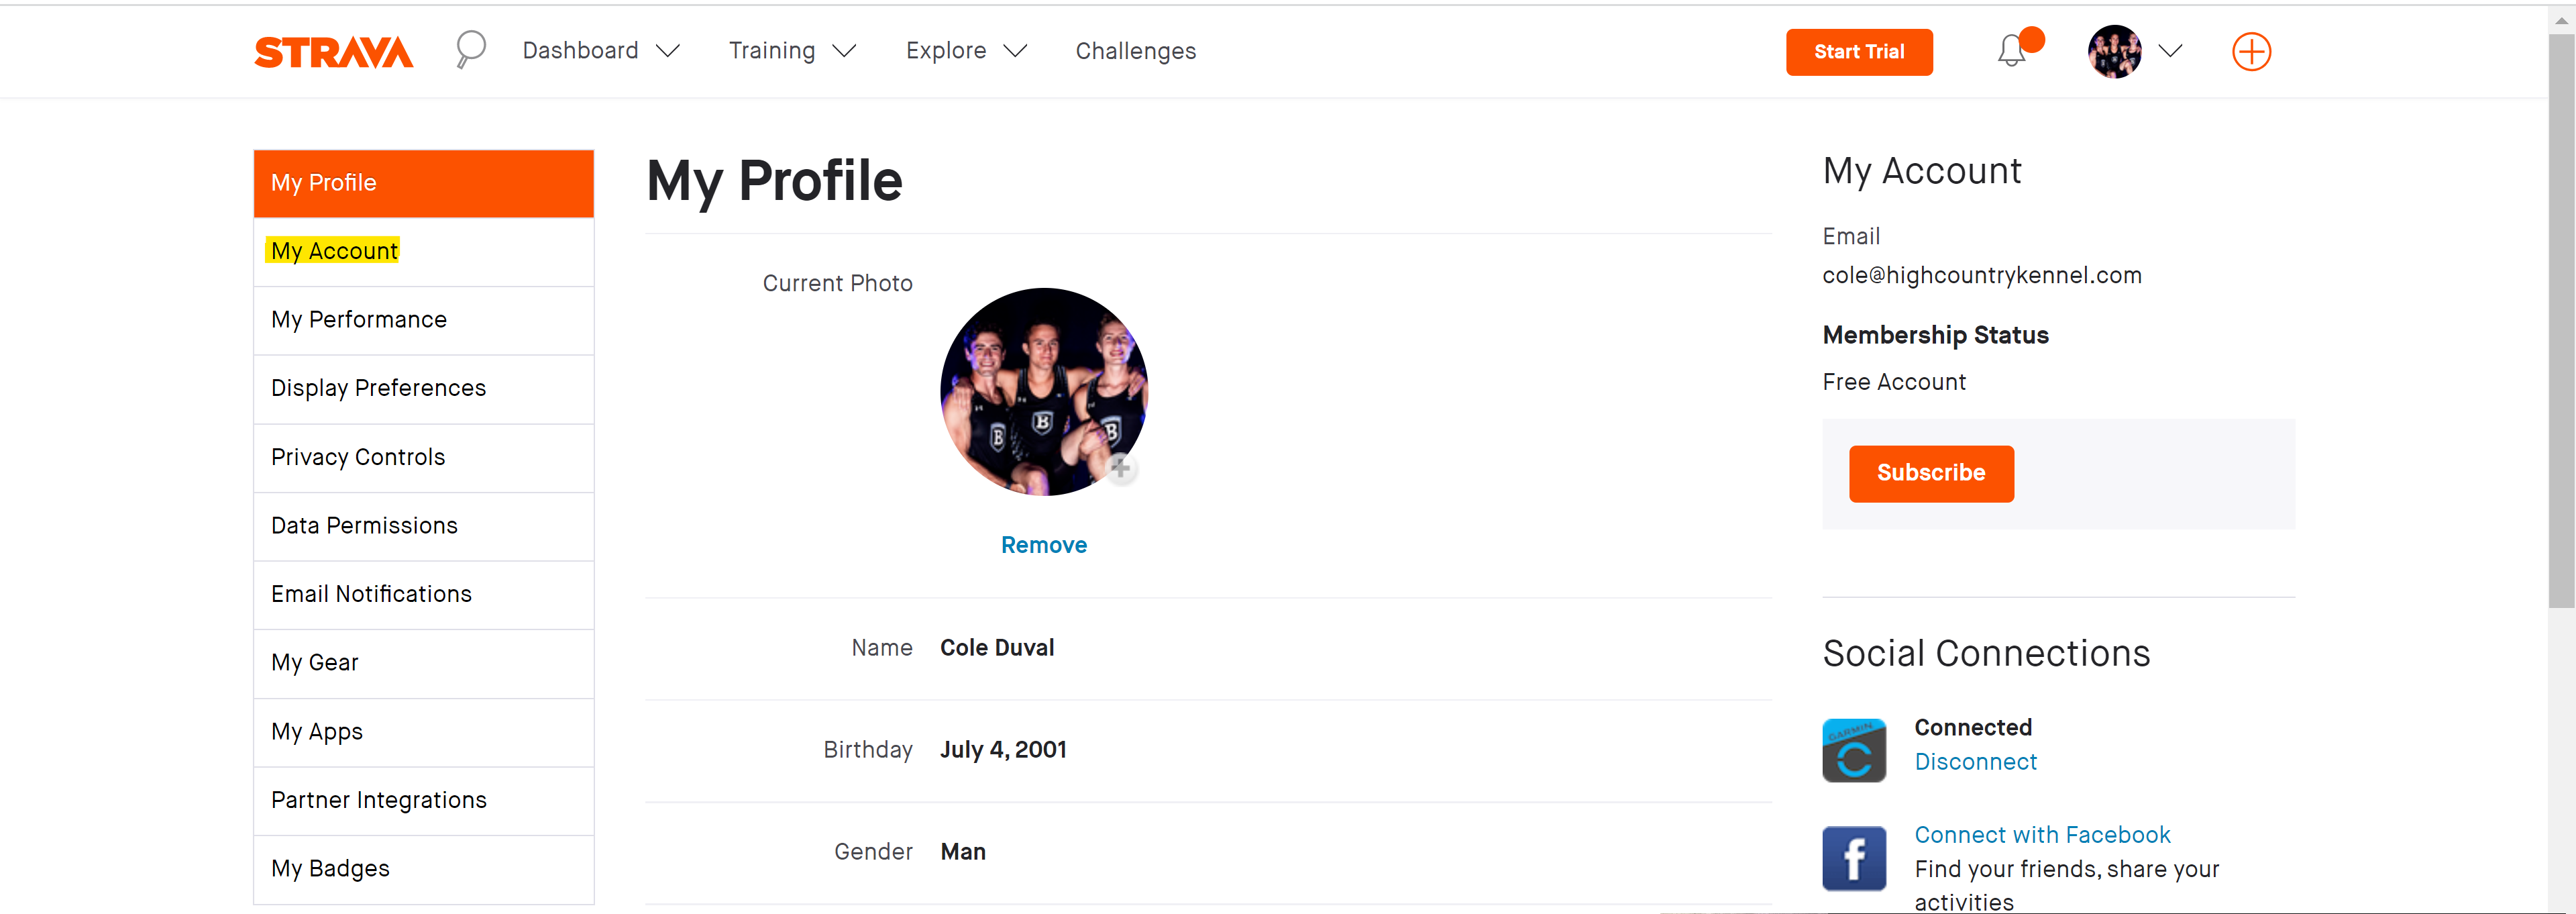 STRAVA Dashboard Training Explore Challenges Start Trial
My Profile
My Account
My Performance
Display Preferences
Privacy Controls
Data Permissions
Email Notifications
My Gear
My Apps
Partner Integrations
My Badges
My Profile
Current Photo
B B B
Remove
Name Cole Duval
Birthday July 4, 2001
Gender Man
My Account
Email
cole@highcountrykennel.com
Membership Status
Free Account
Subscribe
Social Connections
GARMIN
Connected
Disconnect
f
Connect with Facebook
Find your friends, share your
activities